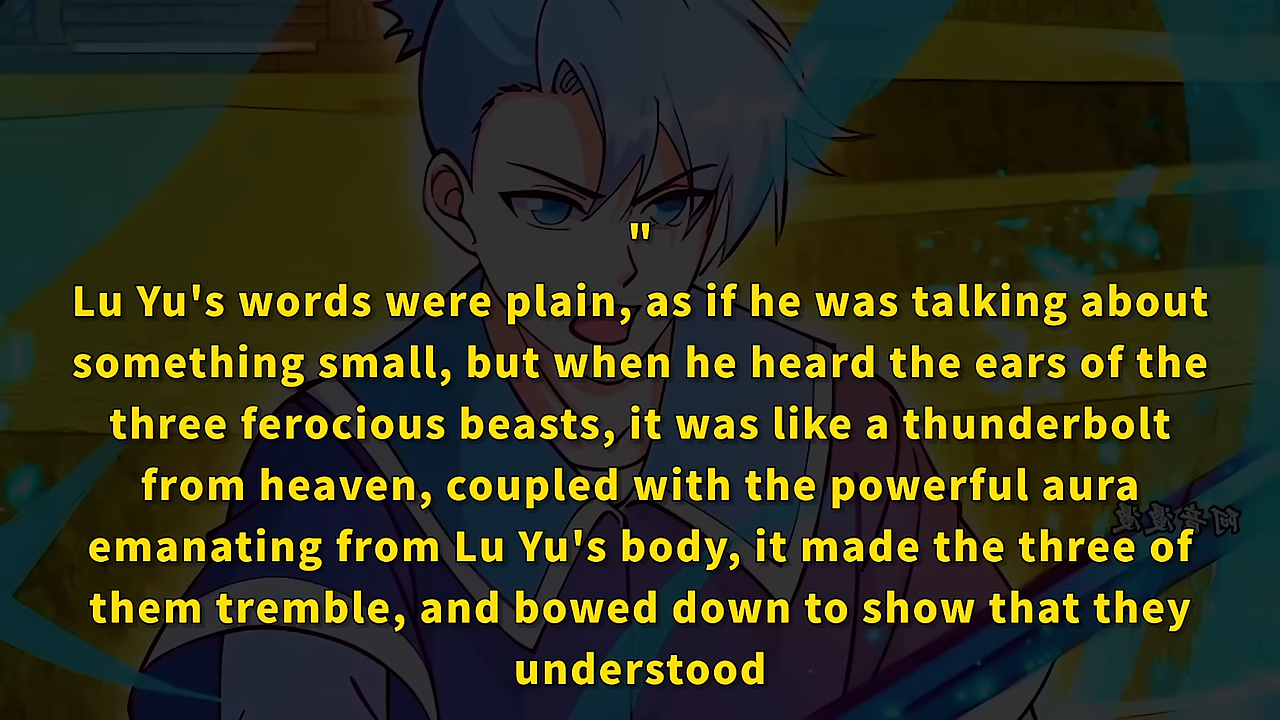 "
Lu Yu's words were plain, as if he was talking about
something small, but when he heard the ears of the
three ferocious beasts, it was like a thunderbolt
from heaven, coupled with the powerful aura
emanating from Lu Yu's body, it made the three of
them tremble, and bowed down to show that they
understood